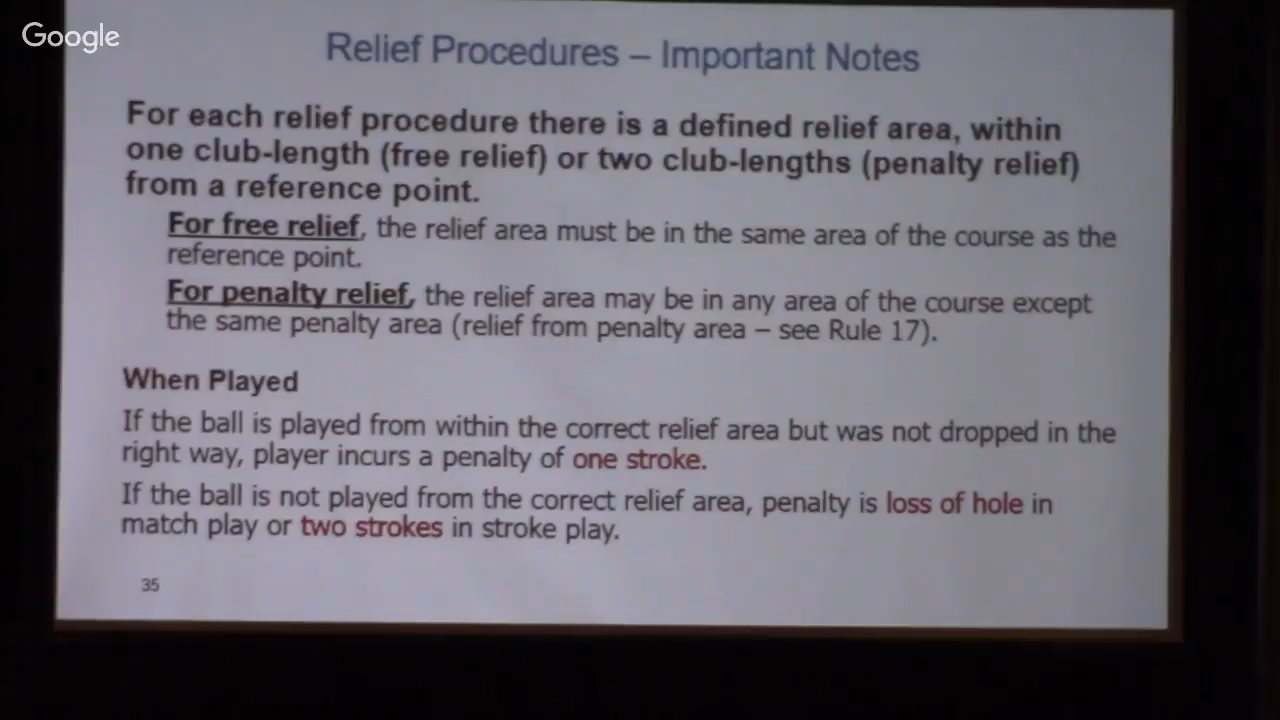 Google
Relief Procedures – Important Notes
For each relief procedure there is a defined relief area, within
one club-length (free relief) or two club-lengths (penalty relief)
from a reference point.
For free relief, the relief area must be in the same area of the course as the
reference point.
For penalty relief, the relief area may be in any area of the course except
the same penalty area (relief from penalty area – see Rule 17).
When Played
If the ball is played from within the correct relief area but was not dropped in the
right way, player incurs a penalty of one stroke.
If the ball is not played from the correct relief area, penalty is loss of hole in
match play or two strokes in stroke play.
35